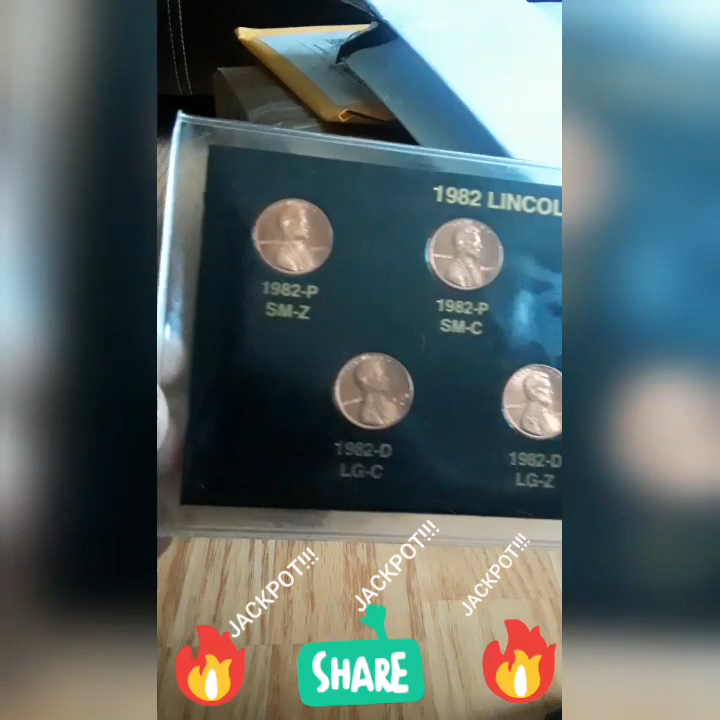 1982 LINCOL
1982-P
SM-Z
1982-P
SM-C
1982-D
LG-C
1982-D
LG-Z
JACKPOT!!!
JACKPOT!!!
JACKPOT!!!
SHARE